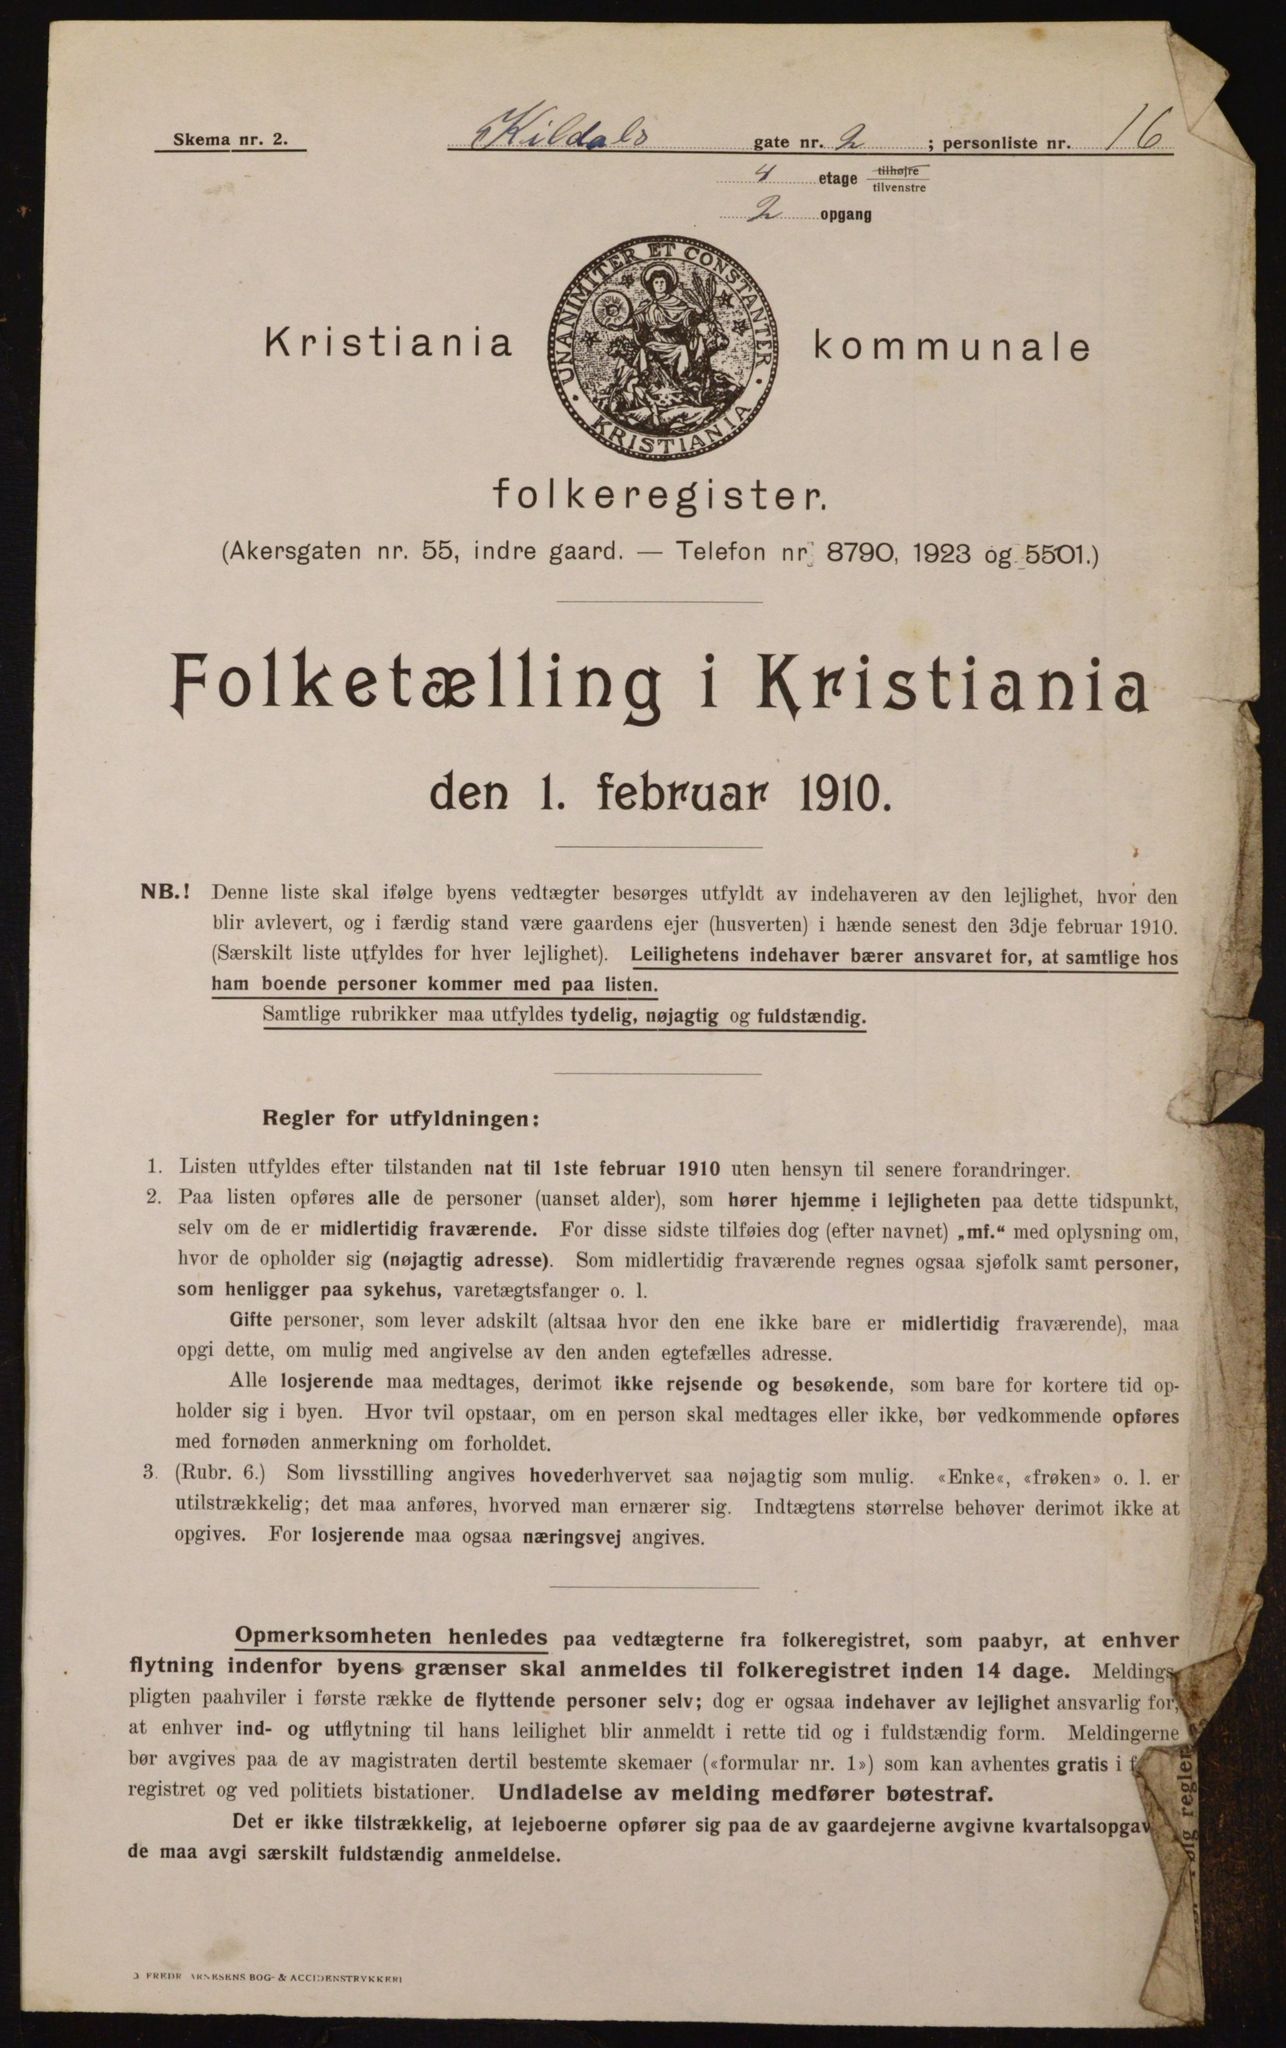 Skema nr. 2. Kildals gate nr. 2 ; personliste nr. 16
4 etage tilhøjre
tilvenstre
2 opgang
UNANIMITER ET CONSTANTER
KRISTIANIA
Kristiania kommunale
folkeregister.
(Akersgaten nr. 55, indre gaard. — Telefon nr. 8790, 1923 og 5501.)
Folketælling i Kristiania
den 1. februar 1910.
NB.! Denne liste skal ifølge byens vedtægter besørges utfyldt av indehaveren av den lejlighet, hvor den
blir avlevert, og i færdig stand være gaardens ejer (husverten) i hænde senest den 3dje februar 1910.
(Særskilt liste utfyldes for hver lejlighet). Leilighetens indehaver bærer ansvaret for, at samtlige hos
ham boende personer kommer med paa listen.
Samtlige rubrikker maa utfyldes tydelig, nøjagtig og fuldstændig.
Regler for utfyldningen:
1. Listen utfyldes efter tilstanden nat til 1ste februar 1910 uten hensyn til senere forandringer.
2. Paa listen opføres alle de personer (uanset alder), som hører hjemme i lejligheten paa dette tidspunkt,
selv om de er midlertidig fraværende. For disse sidste tilføies dog (efter navnet) „mf.“ med oplysning om,
hvor de opholder sig (nøjagtig adresse). Som midlertidig fraværende regnes ogsaa sjøfolk samt personer,
som henligger paa sykehus, varetægtsfanger o. l.
Gifte personer, som lever adskilt (altsaa hvor den ene ikke bare er midlertidig fraværende), maa
opgi dette, om mulig med angivelse av den anden egtefælles adresse.
Alle losjerende maa medtages, derimot ikke rejsende og besøkende, som bare for kortere tid op-
holder sig i byen. Hvor tvil opstaar, om en person skal medtages eller ikke, bør vedkommende opføres
med fornøden anmerkning om forholdet.
3. (Rubr. 6.) Som livsstilling angives hovederhvervet saa nøjagtig som mulig. «Enke«, «frøken» o. l. er
utilstrækkelig; det maa anføres, hvorved man ernærer sig. Indtægtens størrelse behøver derimot ikke at
opgives. For losjerende maa ogsaa næringsvej angives.
Opmerksomheten henledes paa vedtægterne fra folkeregistret, som paabyr, at enhver
flytning indenfor byens grænser skal anmeldes til folkeregistret inden 14 dage. Meldings-
pligten paahviler i første række de flyttende personer selv; dog er ogsaa indehaver av lejlighet ansvarlig for,
at enhver ind- og utflytning til hans leilighet blir anmeldt i rette tid og i fuldstændig form. Meldingerne
bør avgives paa de av magistraten dertil bestemte skemaer («formular nr. 1») som kan avhentes gratis i f
registret og ved politiets bistationer. Undladelse av melding medfører bøtestraf.
Det er ikke tilstrækkelig, at lejeboerne opfører sig paa de av gaardejerne avgivne kvartalsopgav
de maa avgi særskilt fuldstændig anmeldelse.
FREDR ARNESENS BOG- & ACCIDENSTRYKKERI